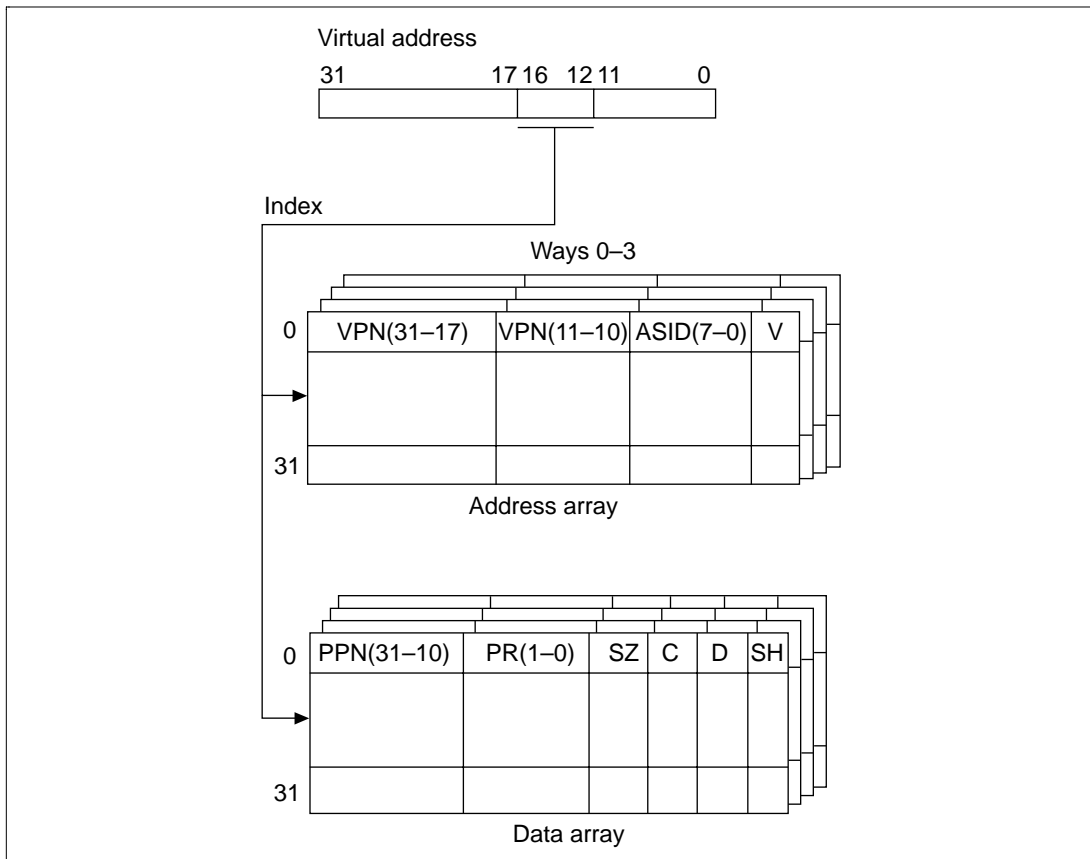 Virtual address
31 17 16 12 11 0
Index
Ways 0–3
0 VPN(31–17) VPN(11–10) ASID(7–0) V
31
Address array
0 PPN(31–10) PR(1–0) SZ C D SH
31
Data array